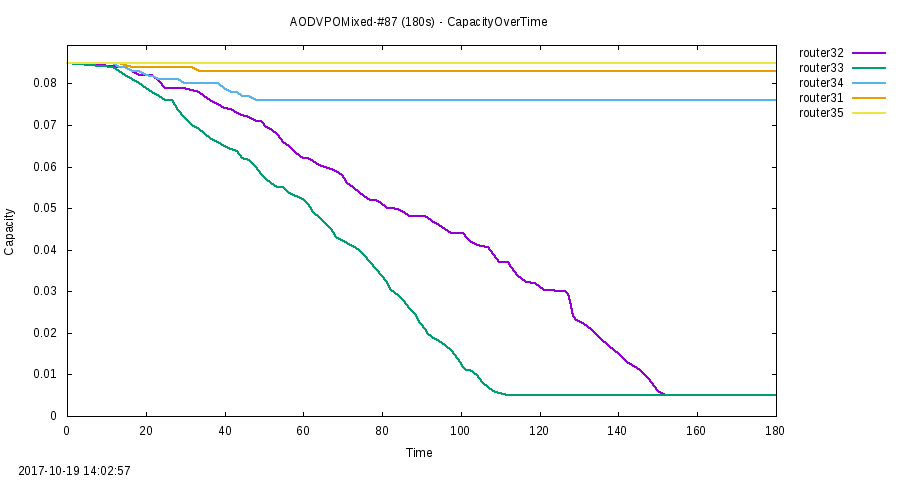 AODVPOMixed-#87 (180s) - CapacityOverTime
router32
router33
router34
router31
router35
0.08
0.07
0.06
0.05
0.04
0.03
0.02
0.01
0
Capacity
0 20 40 60 80 100 120 140 160 180
Time
2017-10-19 14:02:57